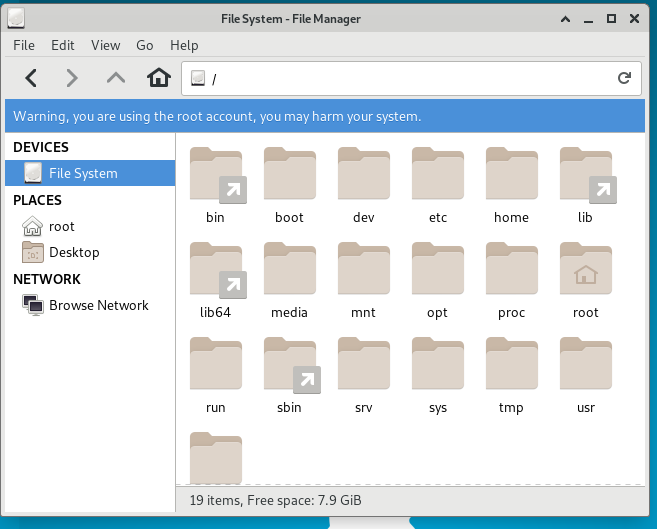 File System - File Manager
File Edit View Go Help
/
Warning, you are using the root account, you may harm your system.
DEVICES
File System
PLACES
root
Desktop
NETWORK
Browse Network
bin boot dev etc home lib
lib64 media mnt opt proc root
run sbin srv sys tmp usr
19 items, Free space: 7.9 GiB